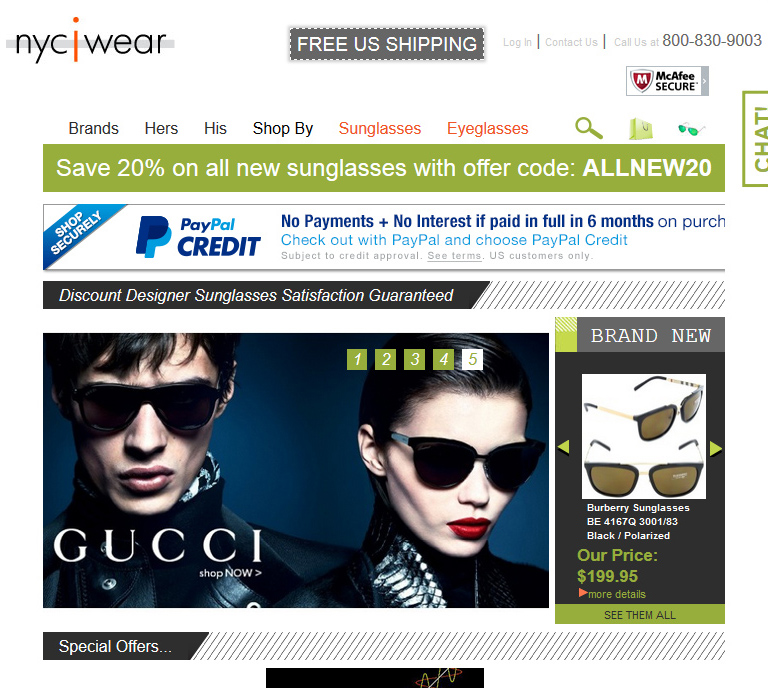 nyciwear
FREE US SHIPPING
Log In | Contact Us | Call Us at 800-830-9003
McAfee
SECURE
CHAT!
Brands Hers His Shop By Sunglasses Eyeglasses
Save 20% on all new sunglasses with offer code: ALLNEW20
SHOP
SECURELY
PayPal
CREDIT
No Payments + No Interest if paid in full in 6 months on purch
Check out with PayPal and choose PayPal Credit
Subject to credit approval. See terms. US customers only.
Discount Designer Sunglasses Satisfaction Guaranteed
1 2 3 4 5
GUCCI
shop NOW >
BRAND NEW
Burberry Sunglasses
BE 4167Q 3001/83
Black / Polarized
Our Price:
$199.95
more details
SEE THEM ALL
Special Offers...